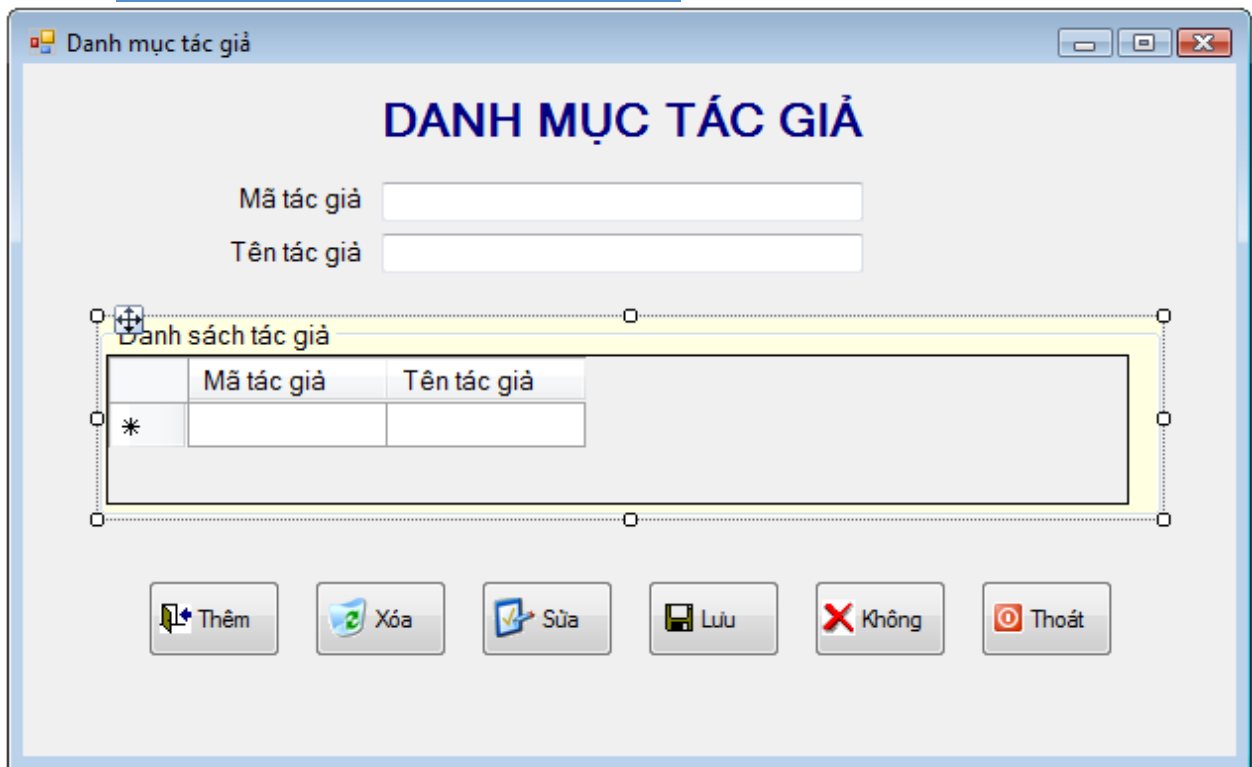 Danh mục tác giả
DANH MỤC TÁC GIẢ
Mã tác giả
Tên tác giả
Danh sách tác giả
Mã tác giả Tên tác giả
Thêm Xóa Sửa Lưu Không Thoát